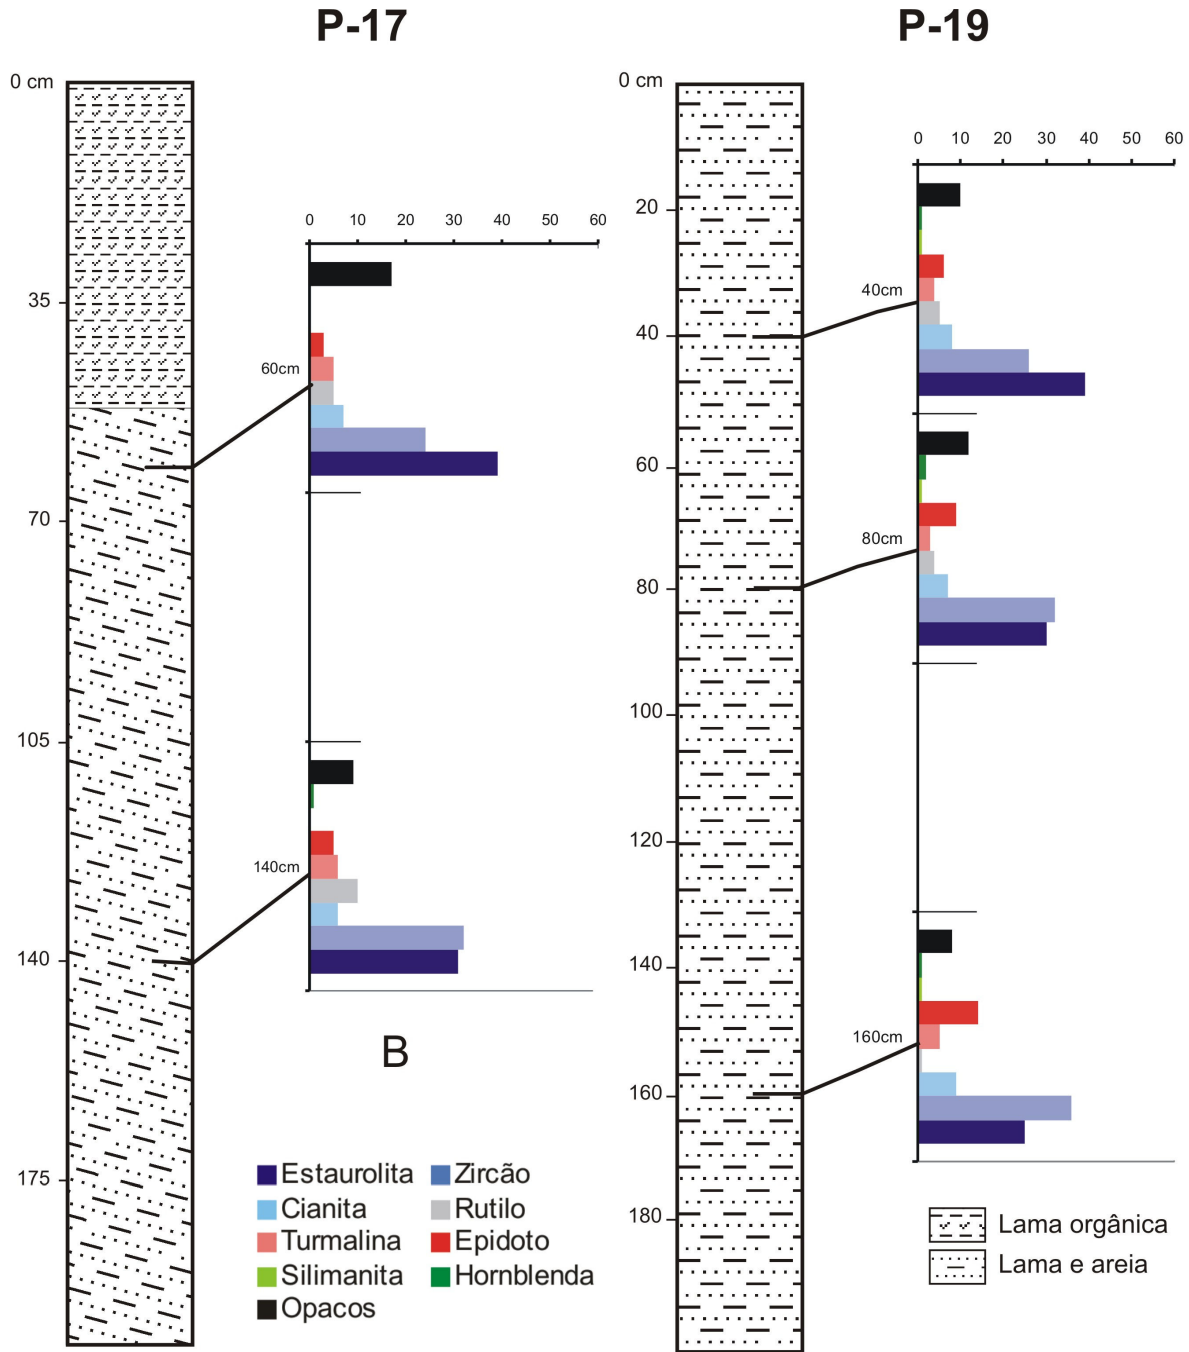 P-17
P-19
0 cm
35
70
105
140
175
0 10 20 30 40 50 60
60cm
140cm
B
Estaurolita
Zircão
Cianita
Rutilo
Turmalina
Epidoto
Silimanita
Hornblenda
Opacos
0 cm
20
40
60
80
100
120
140
160
180
0 10 20 30 40 50 60
40cm
80cm
160cm
Lama orgânica
Lama e areia